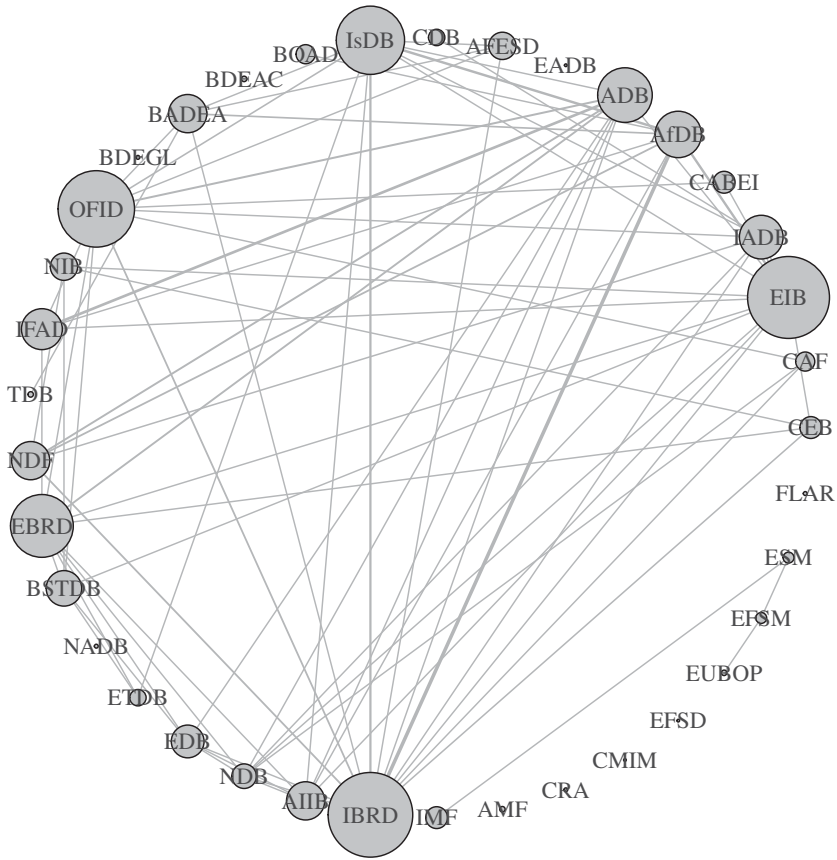 IsDB
CDB
AFESD
BOAD
EADB
BDEAC
ADB
BADEA
AfDB
BDEGL
CABEI
OFID
IADB
NIB
EIB
IFAD
CAF
TDB
CEB
NDF
FLAR
EBRD
ESM
BSTDB
EFSM
NADB
EUBOP
ETDB
EFSD
EDB
CMIM
NDB
CRA
AIIB
IBRD
IMF
AMF